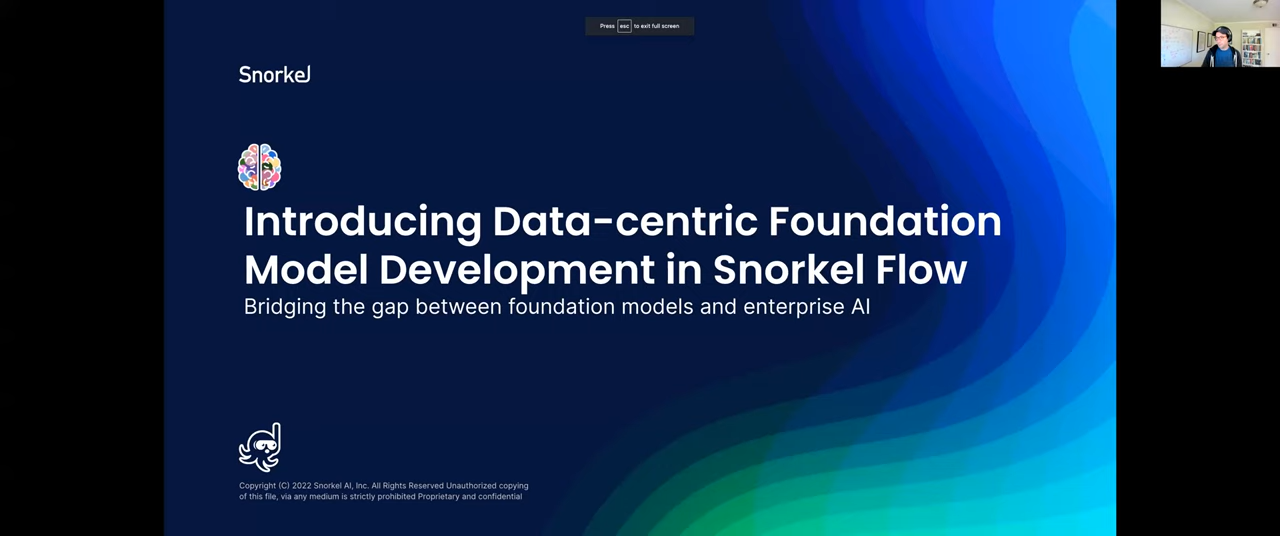 Press esc to exit full screen
Snorkel
Introducing Data-centric Foundation
Model Development in Snorkel Flow
Bridging the gap between foundation models and enterprise AI
Copyright (C) 2022 Snorkel AI, Inc. All Rights Reserved Unauthorized copying
of this file, via any medium is strictly prohibited Proprietary and confidential